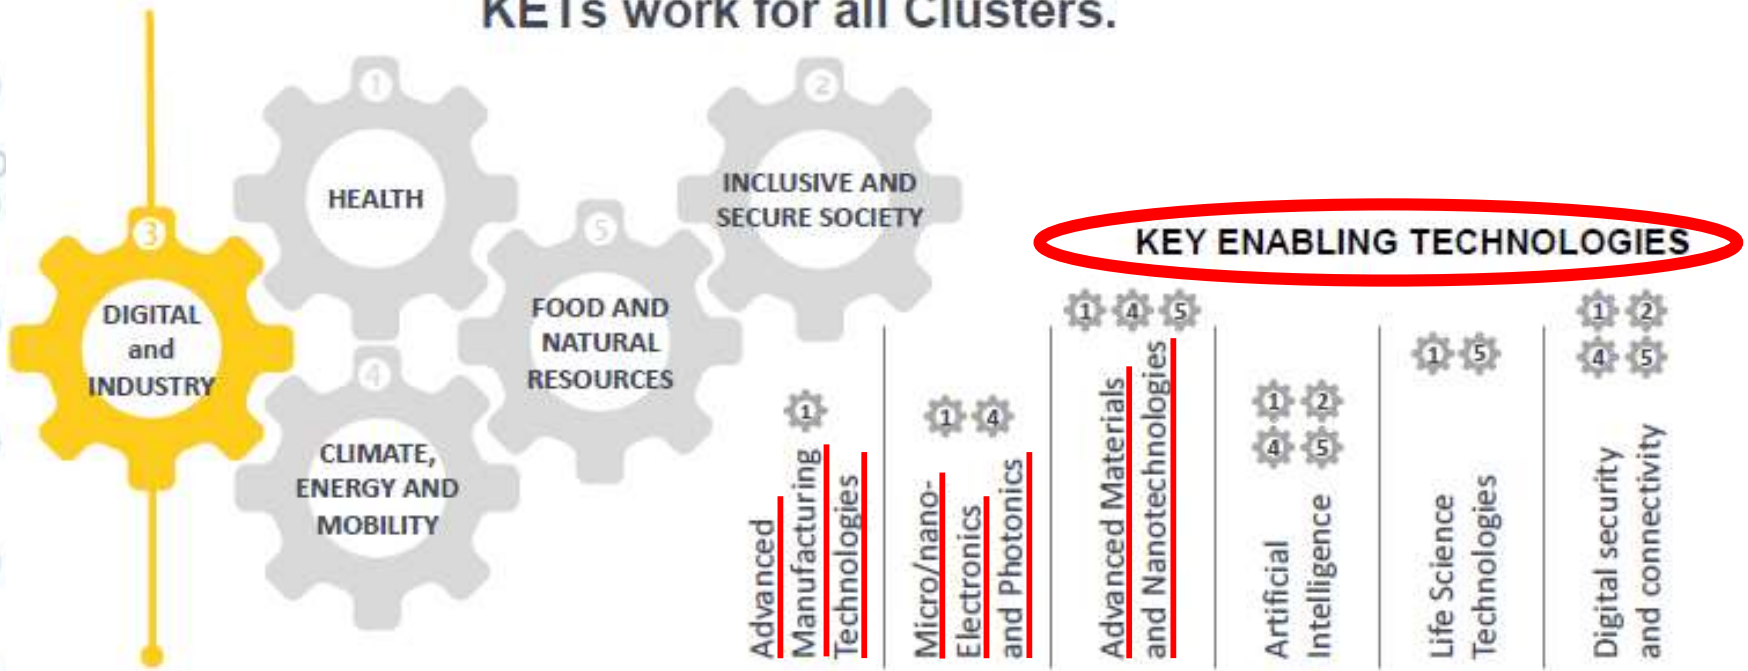 KETs work for all Clusters.
1
HEALTH
2
INCLUSIVE AND
SECURE SOCIETY
3
DIGITAL
and
INDUSTRY
4
CLIMATE,
ENERGY AND
MOBILITY
5
FOOD AND
NATURAL
RESOURCES
KEY ENABLING TECHNOLOGIES
1
Advanced
Manufacturing
Technologies
1 4
Micro/nano-
Electronics
and Photonics
1 4 5
Advanced Materials
and Nanotechnologies
1 2
4 5
Artificial
Intelligence
1 5
Life Science
Technologies
1 2
4 5
Digital security
and connectivity